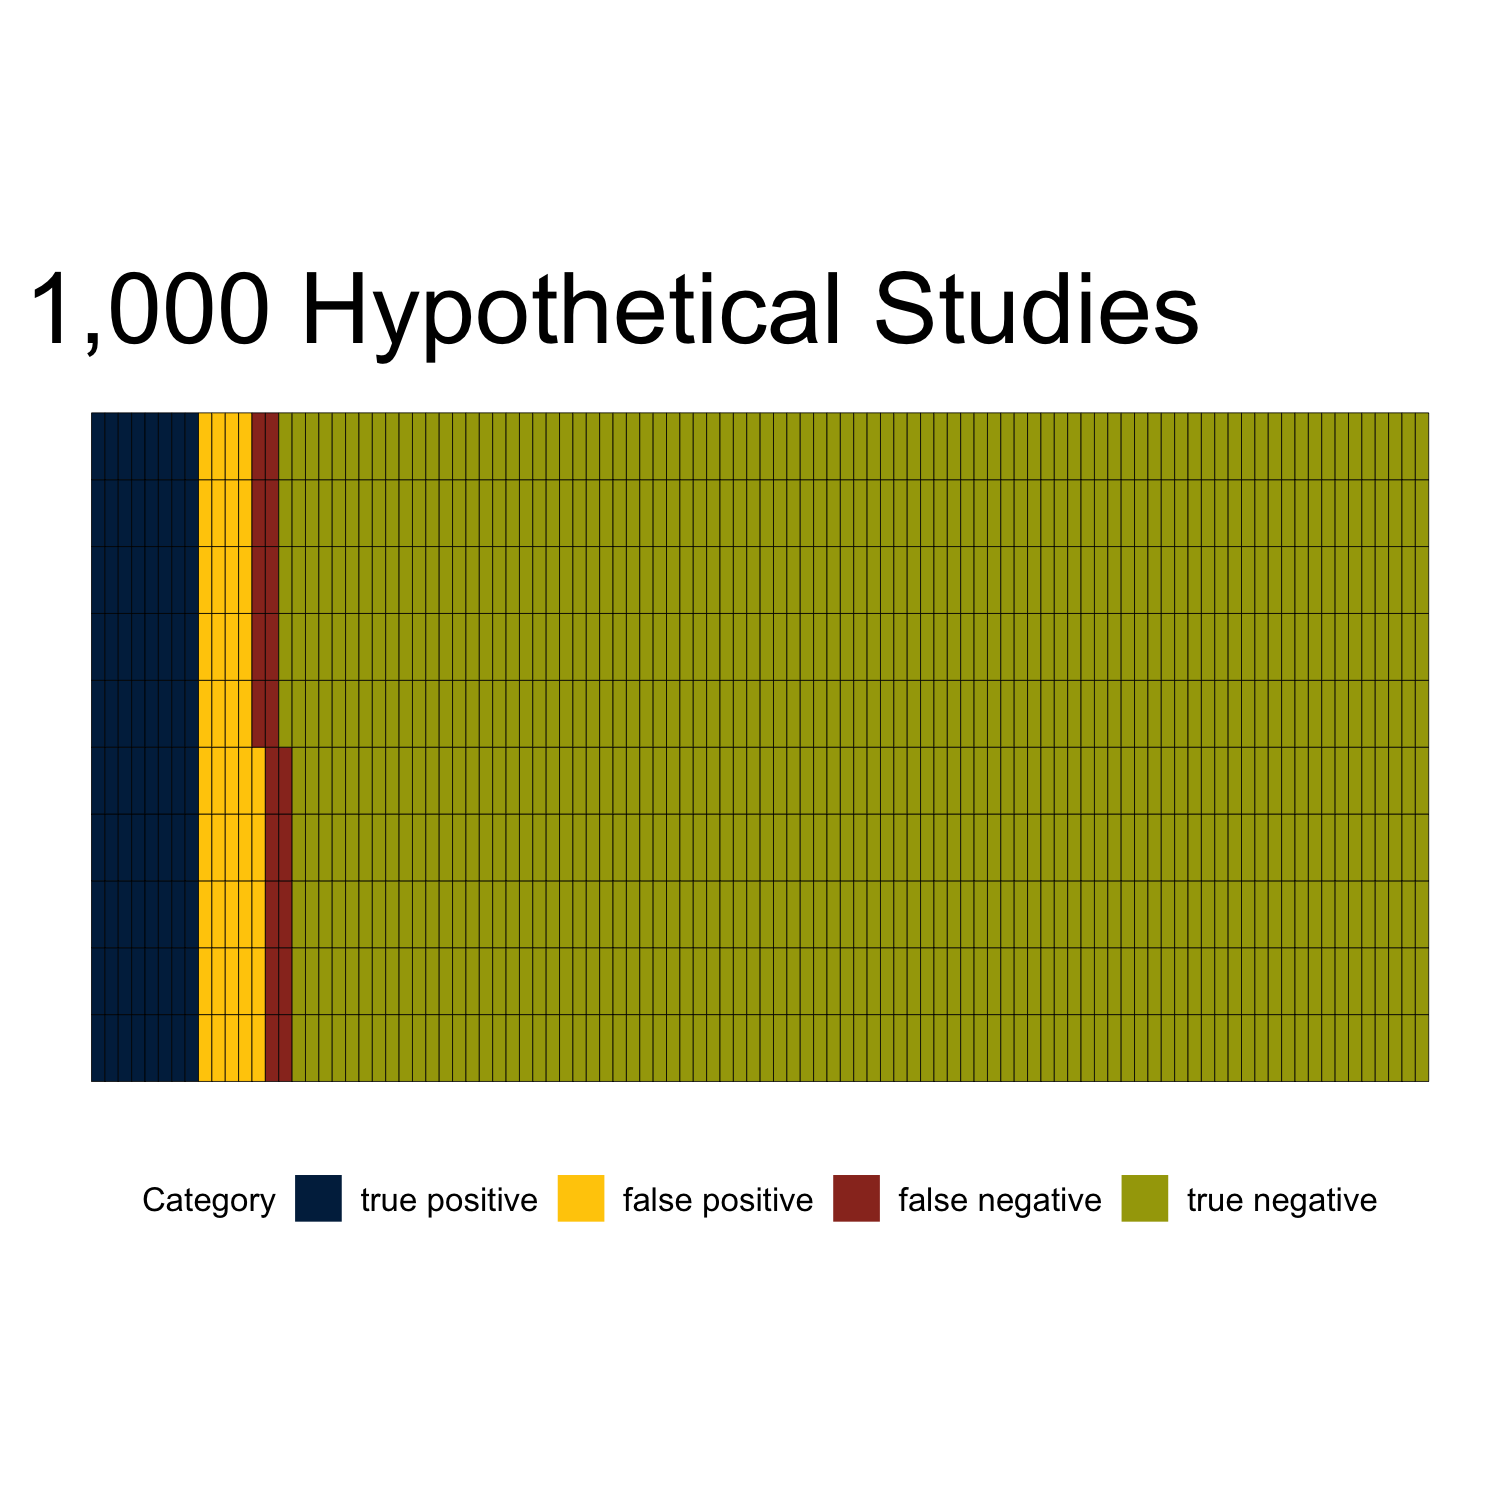 1,000 Hypothetical Studies
Category true positive false positive false negative true negative